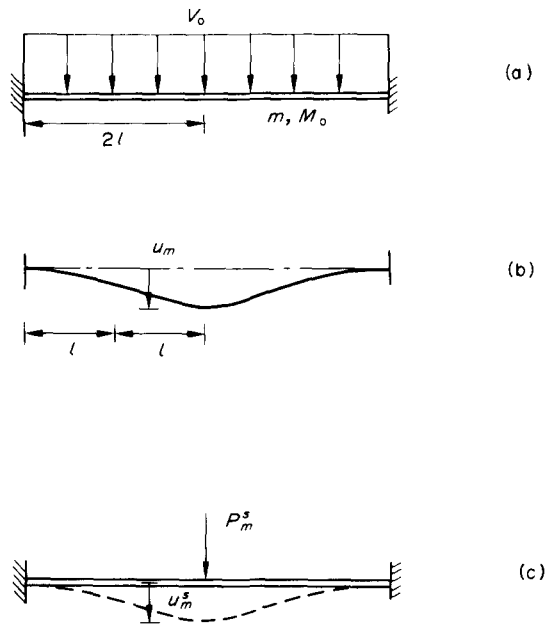 V₀
(a)
m, M₀
2l
uₘ
(b)
l l
Pₘˢ
(c)
uₘˢ